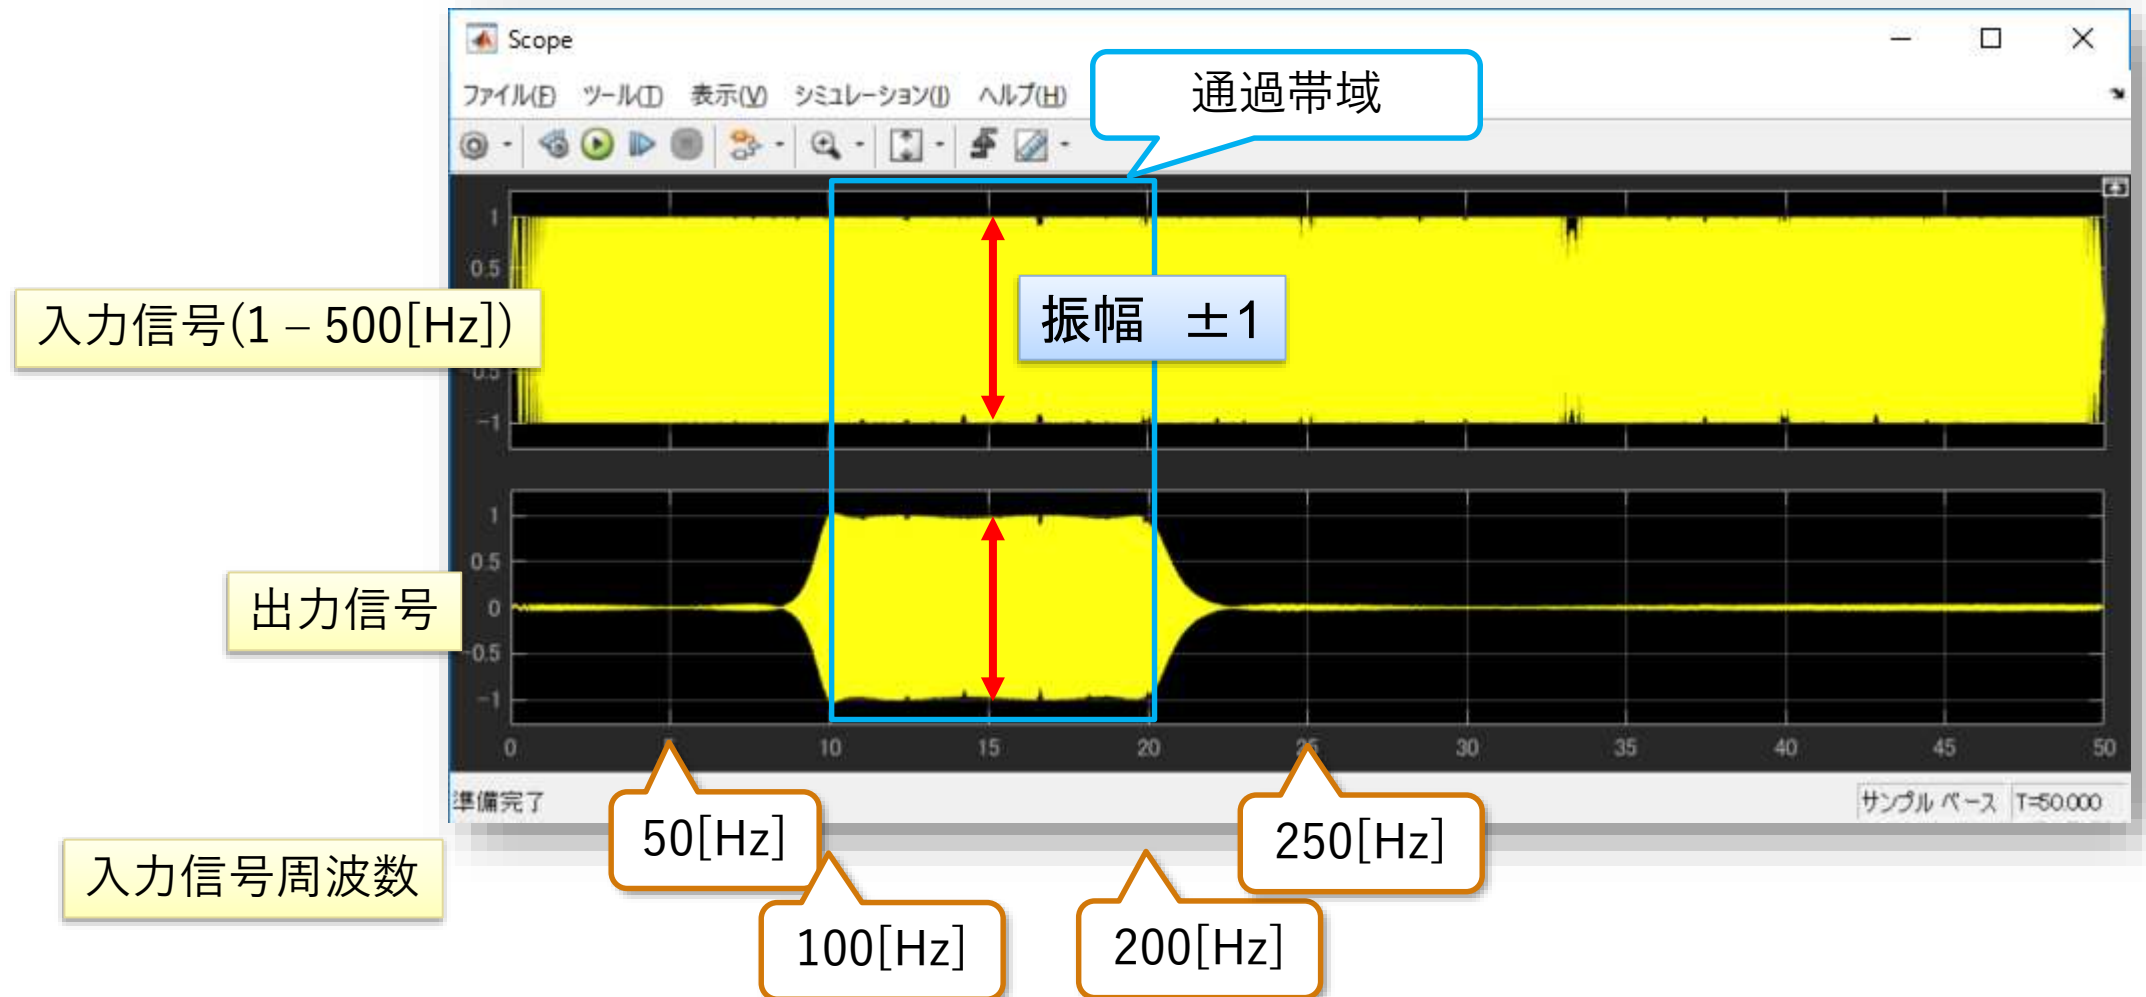 Scope
ファイル(F) ツール(T) 表示(V) シミュレーション(I) ヘルプ(H)
通過帯域
1
0.5
入力信号(1 – 500[Hz])
振幅 ±1
-0.5
-1
1
0.5
出力信号
0
-0.5
-1
0 10 15 20 25 30 35 40 45 50
準備完了
サンプル ベース T=50.000
50[Hz]
250[Hz]
入力信号周波数
100[Hz]
200[Hz]